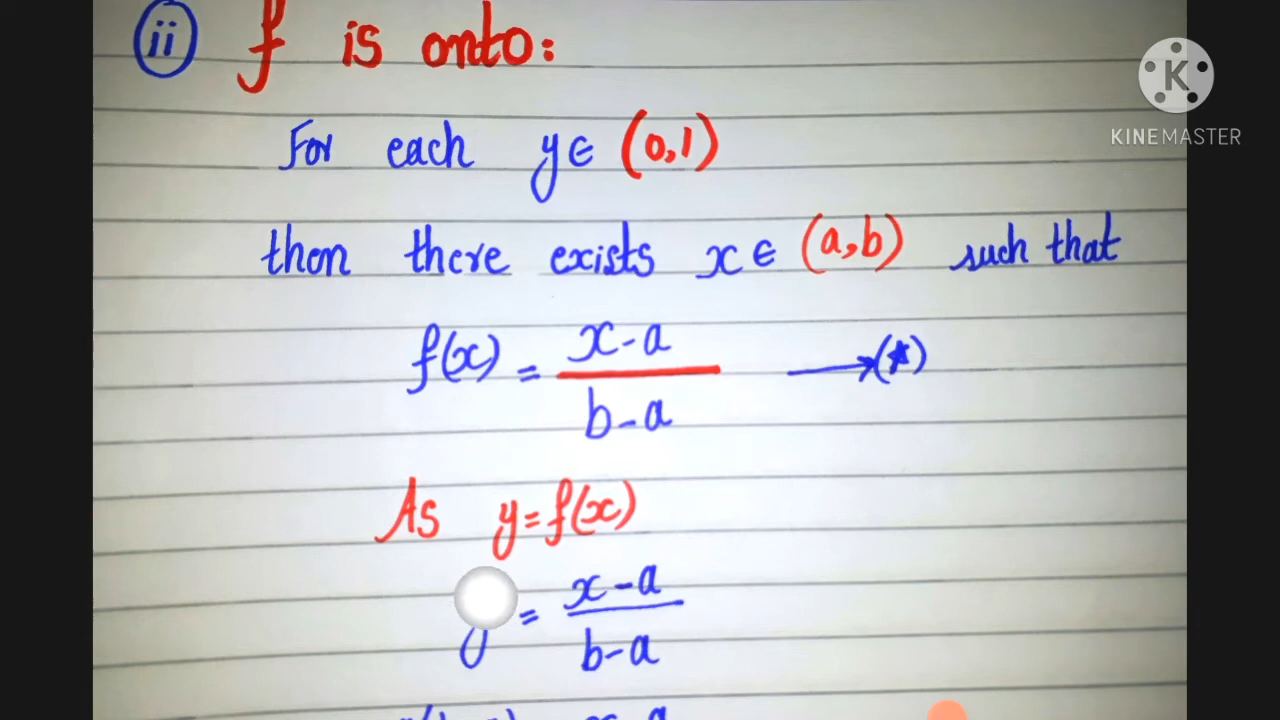 ii f is onto:
K
KINEMASTER
For each y ∈ (0,1)
then there exists x ∈ (a,b) such that
f(x) = x-a / b-a → (*)
As y = f(x)
y = x-a / b-a
x-a